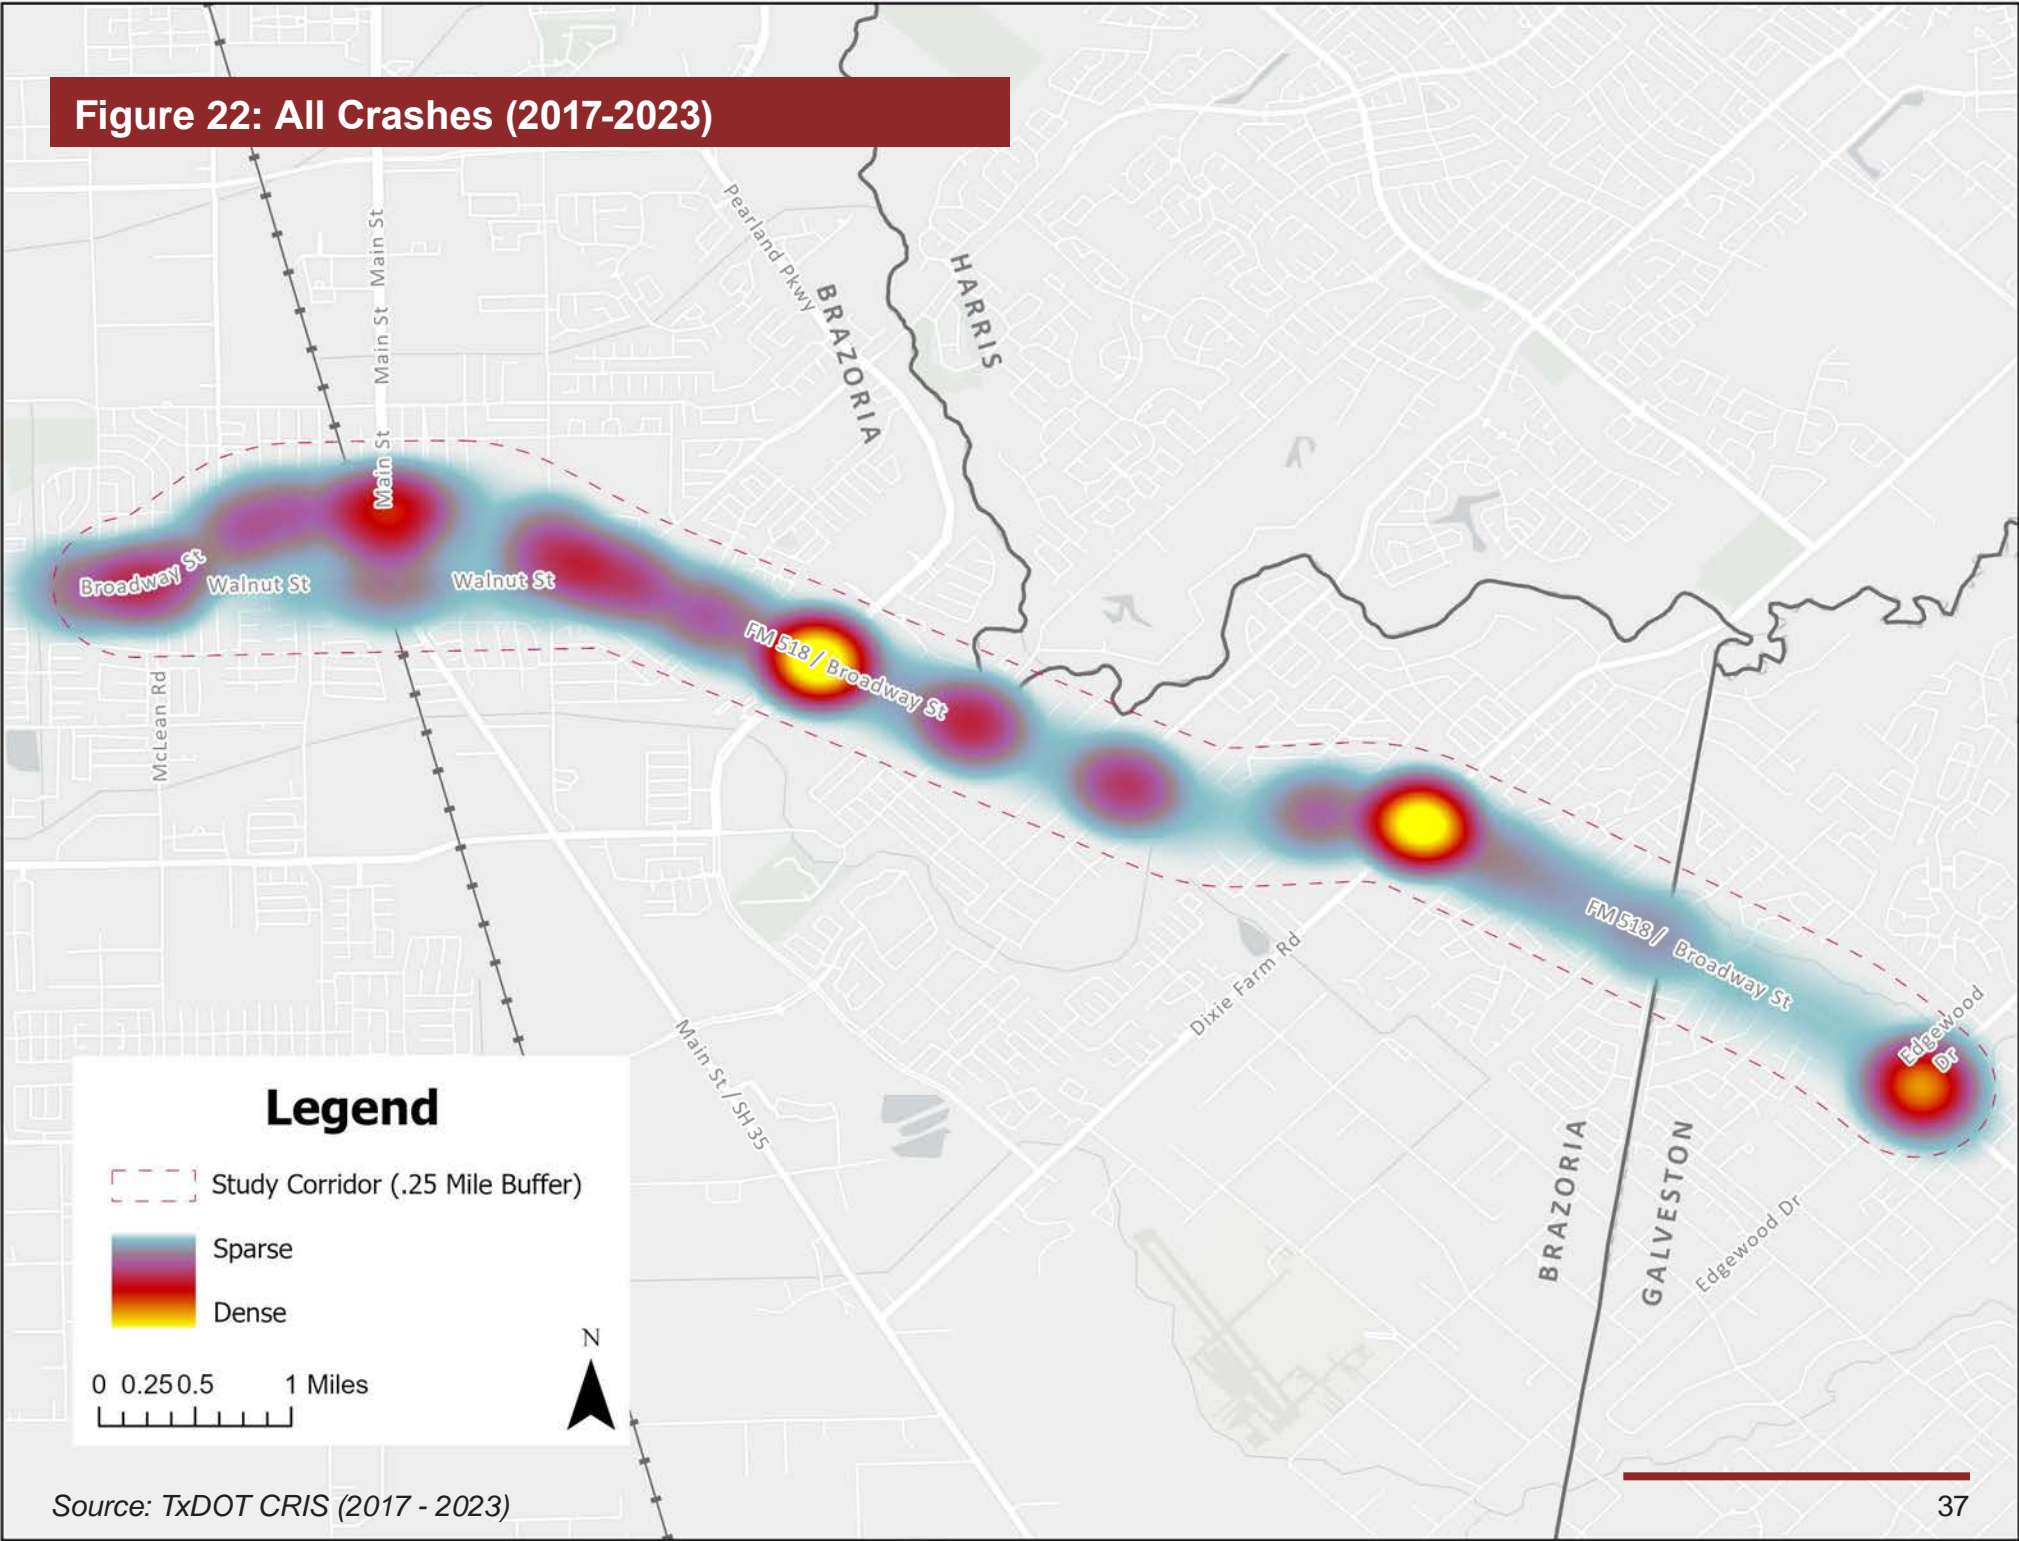 Figure 22: All Crashes (2017-2023)
Main St
Main St
Main St
Pearland Pkwy
BRAZORIA
HARRIS
Broadway St
Walnut St
Walnut St
McLean Rd
FM 518 / Broadway St
Dixie Farm Rd
FM 518 / Broadway St
Edgewood
Dr
Main St / SH 35
BRAZORIA
GALVESTON
Edgewood Dr
Legend
Study Corridor (.25 Mile Buffer)
Sparse
Dense
N
0 0.25 0.5 1 Miles
Source: TxDOT CRIS (2017 - 2023)
37